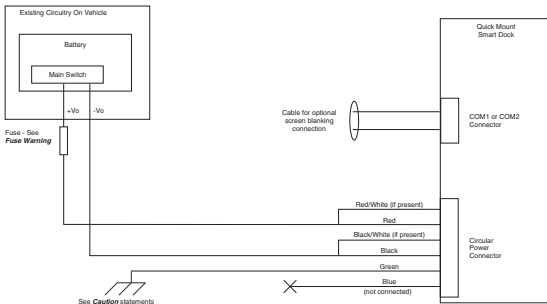 Existing Circuitry On Vehicle
Battery
Main Switch
+Vo
-Vo
Fuse - See
Fuse Warning
Quick Mount
Smart Dock
Cable for optional
screen blanking
connection
COM1 or COM2
Connector
Red/White (if present)
Red
Black/White (if present)
Black
Green
Blue
(not connected)
Circular
Power
Connector
See Caution statements